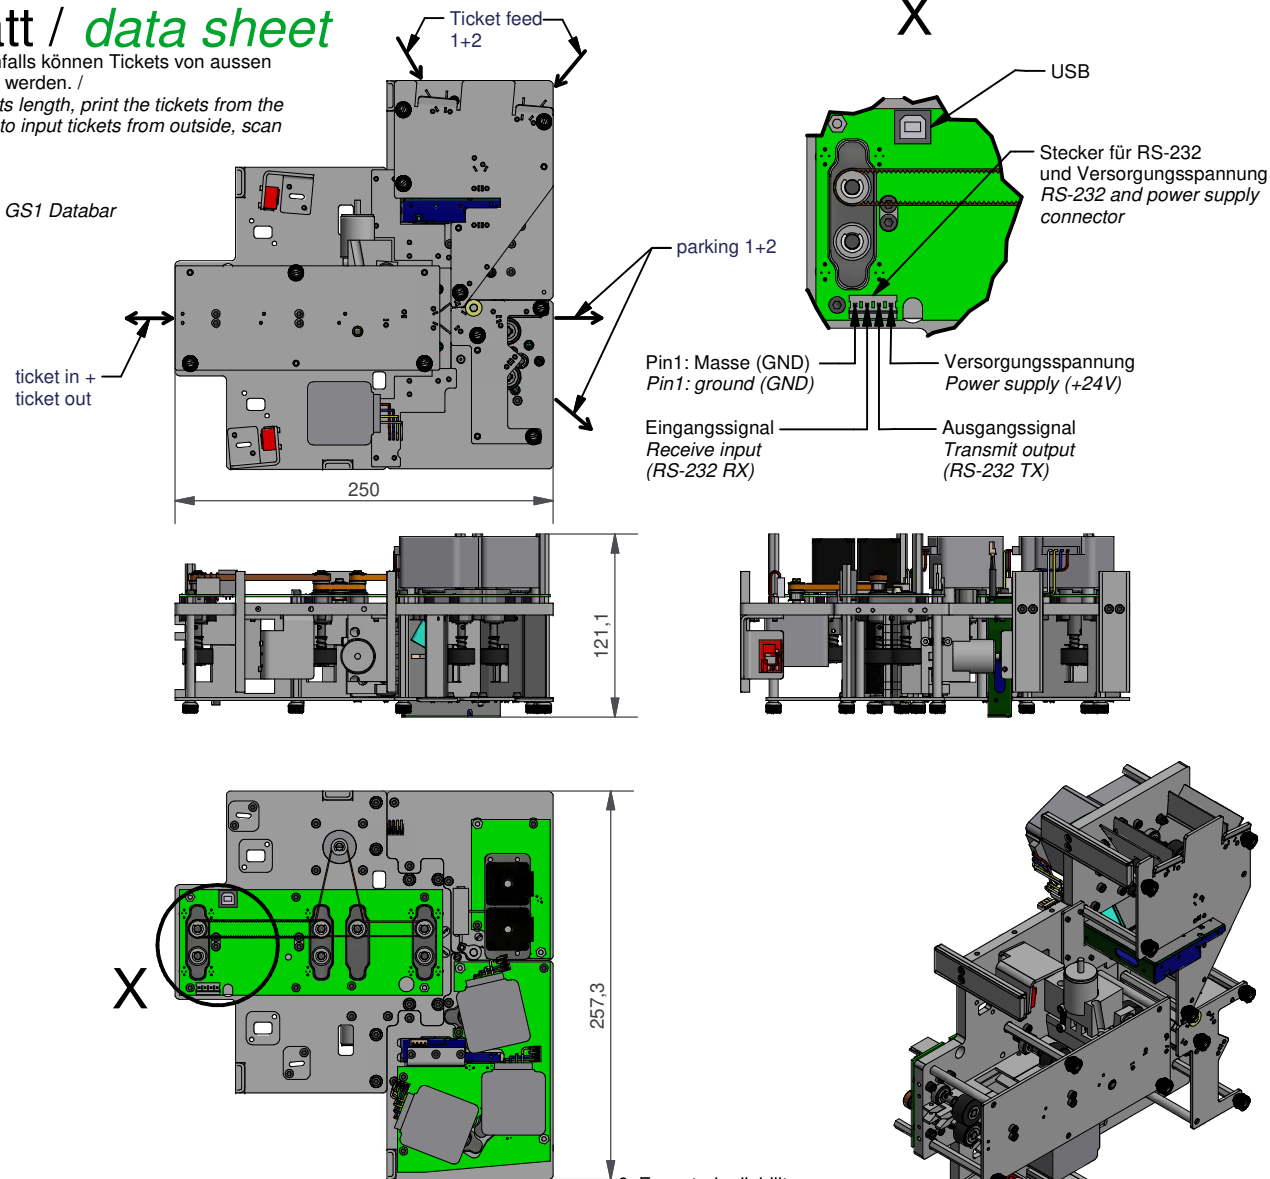 att / data sheet
nfalls können Tickets von aussen
werden. /
ts length, print the tickets from the
to input tickets from outside, scan
GS1 Databar
Ticket feed
1+2
parking 1+2
ticket in +
ticket out
250
X
USB
Stecker für RS-232
und Versorgungsspannung
RS-232 and power supply
connector
Pin1: Masse (GND)
Pin1: ground (GND)
Versorgungsspannung
Power supply (+24V)
Eingangssignal
Receive input
(RS-232 RX)
Ausgangssignal
Transmit output
(RS-232 TX)
121,1
X
257,3